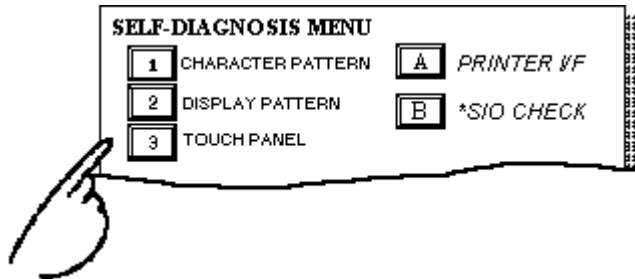 SELF-DIAGNOSIS MENU
1 CHARACTER PATTERN
2 DISPLAY PATTERN
3 TOUCH PANEL
A PRINTER I/F
B *SIO CHECK